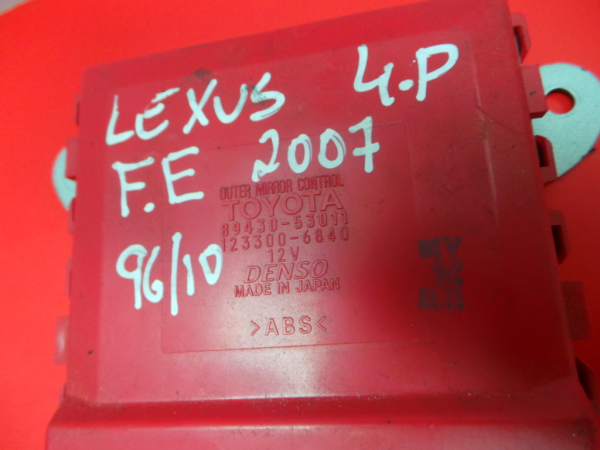 LEXUS 4.P
F.E 2007
96/10
OUTER MIRROR CONTROL
TOYOTA
89430-53011
123300-6840
12V
DENSO
MADE IN JAPAN
>ABS<